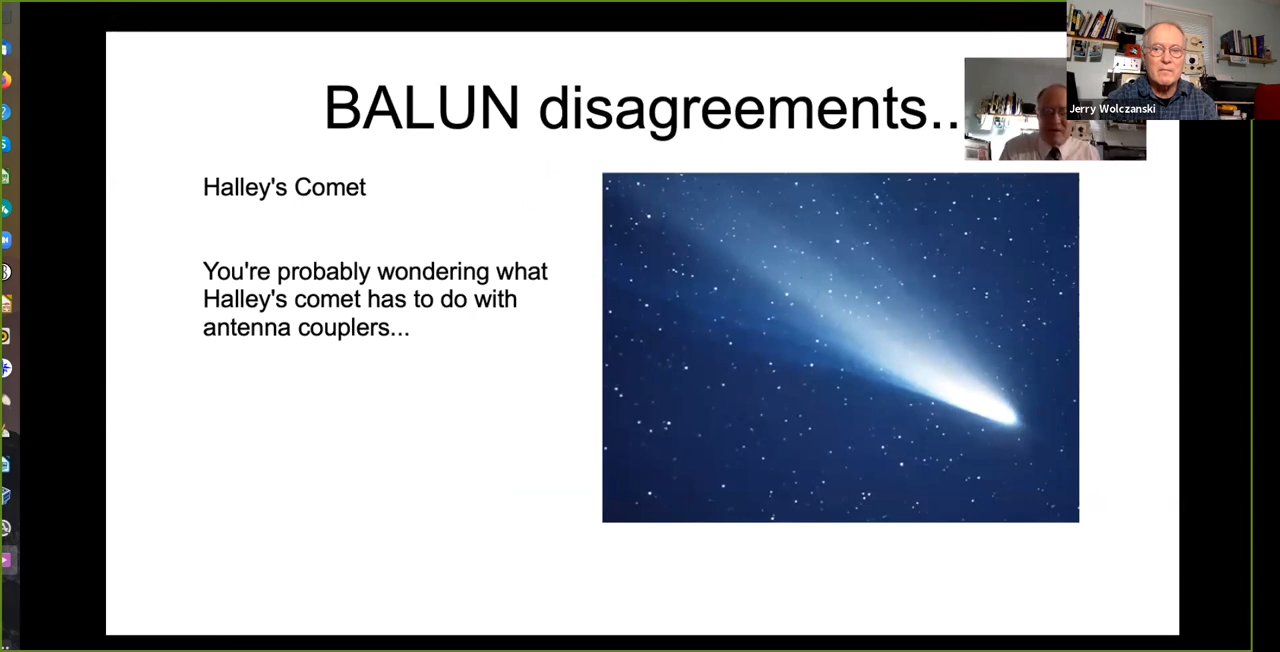 BALUN disagreements..
Jerry Wolczanski
Halley's Comet
You're probably wondering what
Halley's comet has to do with
antenna couplers...